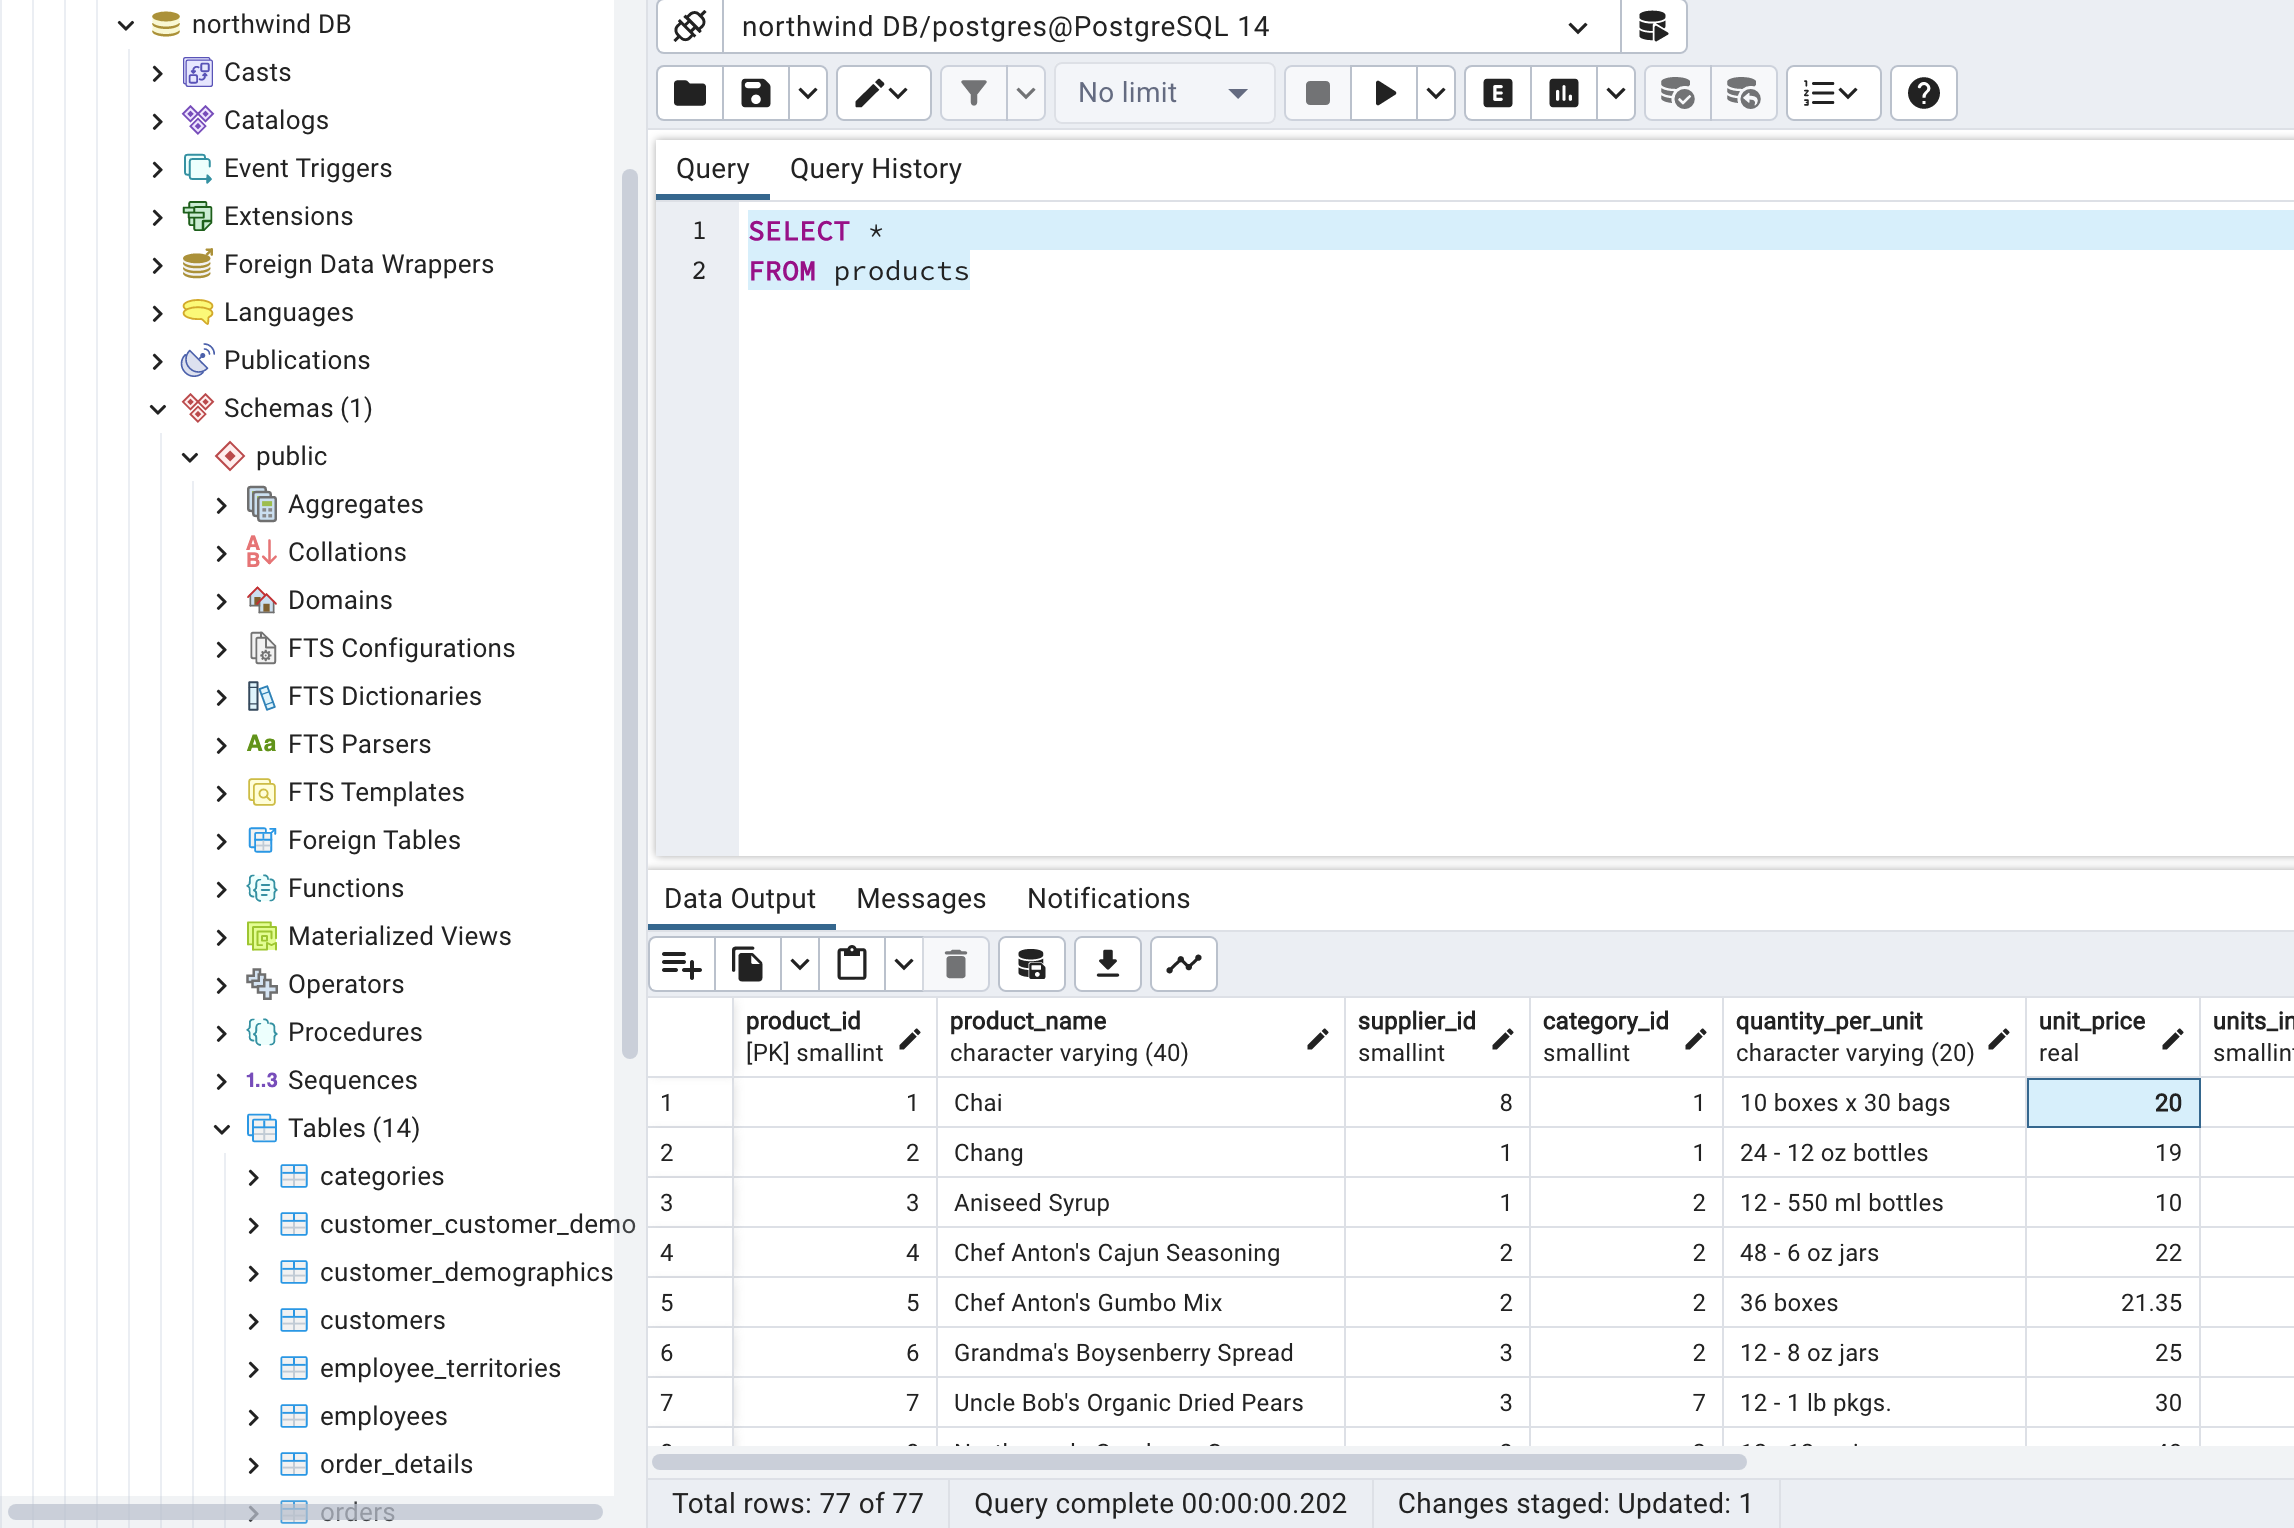 northwind DB
Casts
Catalogs
Event Triggers
Extensions
Foreign Data Wrappers
Languages
Publications
Schemas (1)
public
Aggregates
Collations
Domains
FTS Configurations
FTS Dictionaries
Aa FTS Parsers
FTS Templates
Foreign Tables
Functions
Materialized Views
Operators
Procedures
1..3 Sequences
Tables (14)
categories
customer_customer_demo
customer_demographics
customers
employee_territories
employees
order_details
orders
northwind DB/postgres@PostgreSQL 14
No limit
E
Query Query History
1 SELECT *
2 FROM products
Data Output Messages Notifications
product_id product_name supplier_id category_id quantity_per_unit unit_price units_in
[PK] smallint character varying (40) smallint smallint character varying (20) real smallint
1 1 Chai 8 1 10 boxes x 30 bags 20
2 2 Chang 1 1 24 - 12 oz bottles 19
3 3 Aniseed Syrup 1 2 12 - 550 ml bottles 10
4 4 Chef Anton's Cajun Seasoning 2 2 48 - 6 oz jars 22
5 5 Chef Anton's Gumbo Mix 2 2 36 boxes 21.35
6 6 Grandma's Boysenberry Spread 3 2 12 - 8 oz jars 25
7 7 Uncle Bob's Organic Dried Pears 3 7 12 - 1 lb pkgs. 30
Total rows: 77 of 77 Query complete 00:00:00.202 Changes staged: Updated: 1